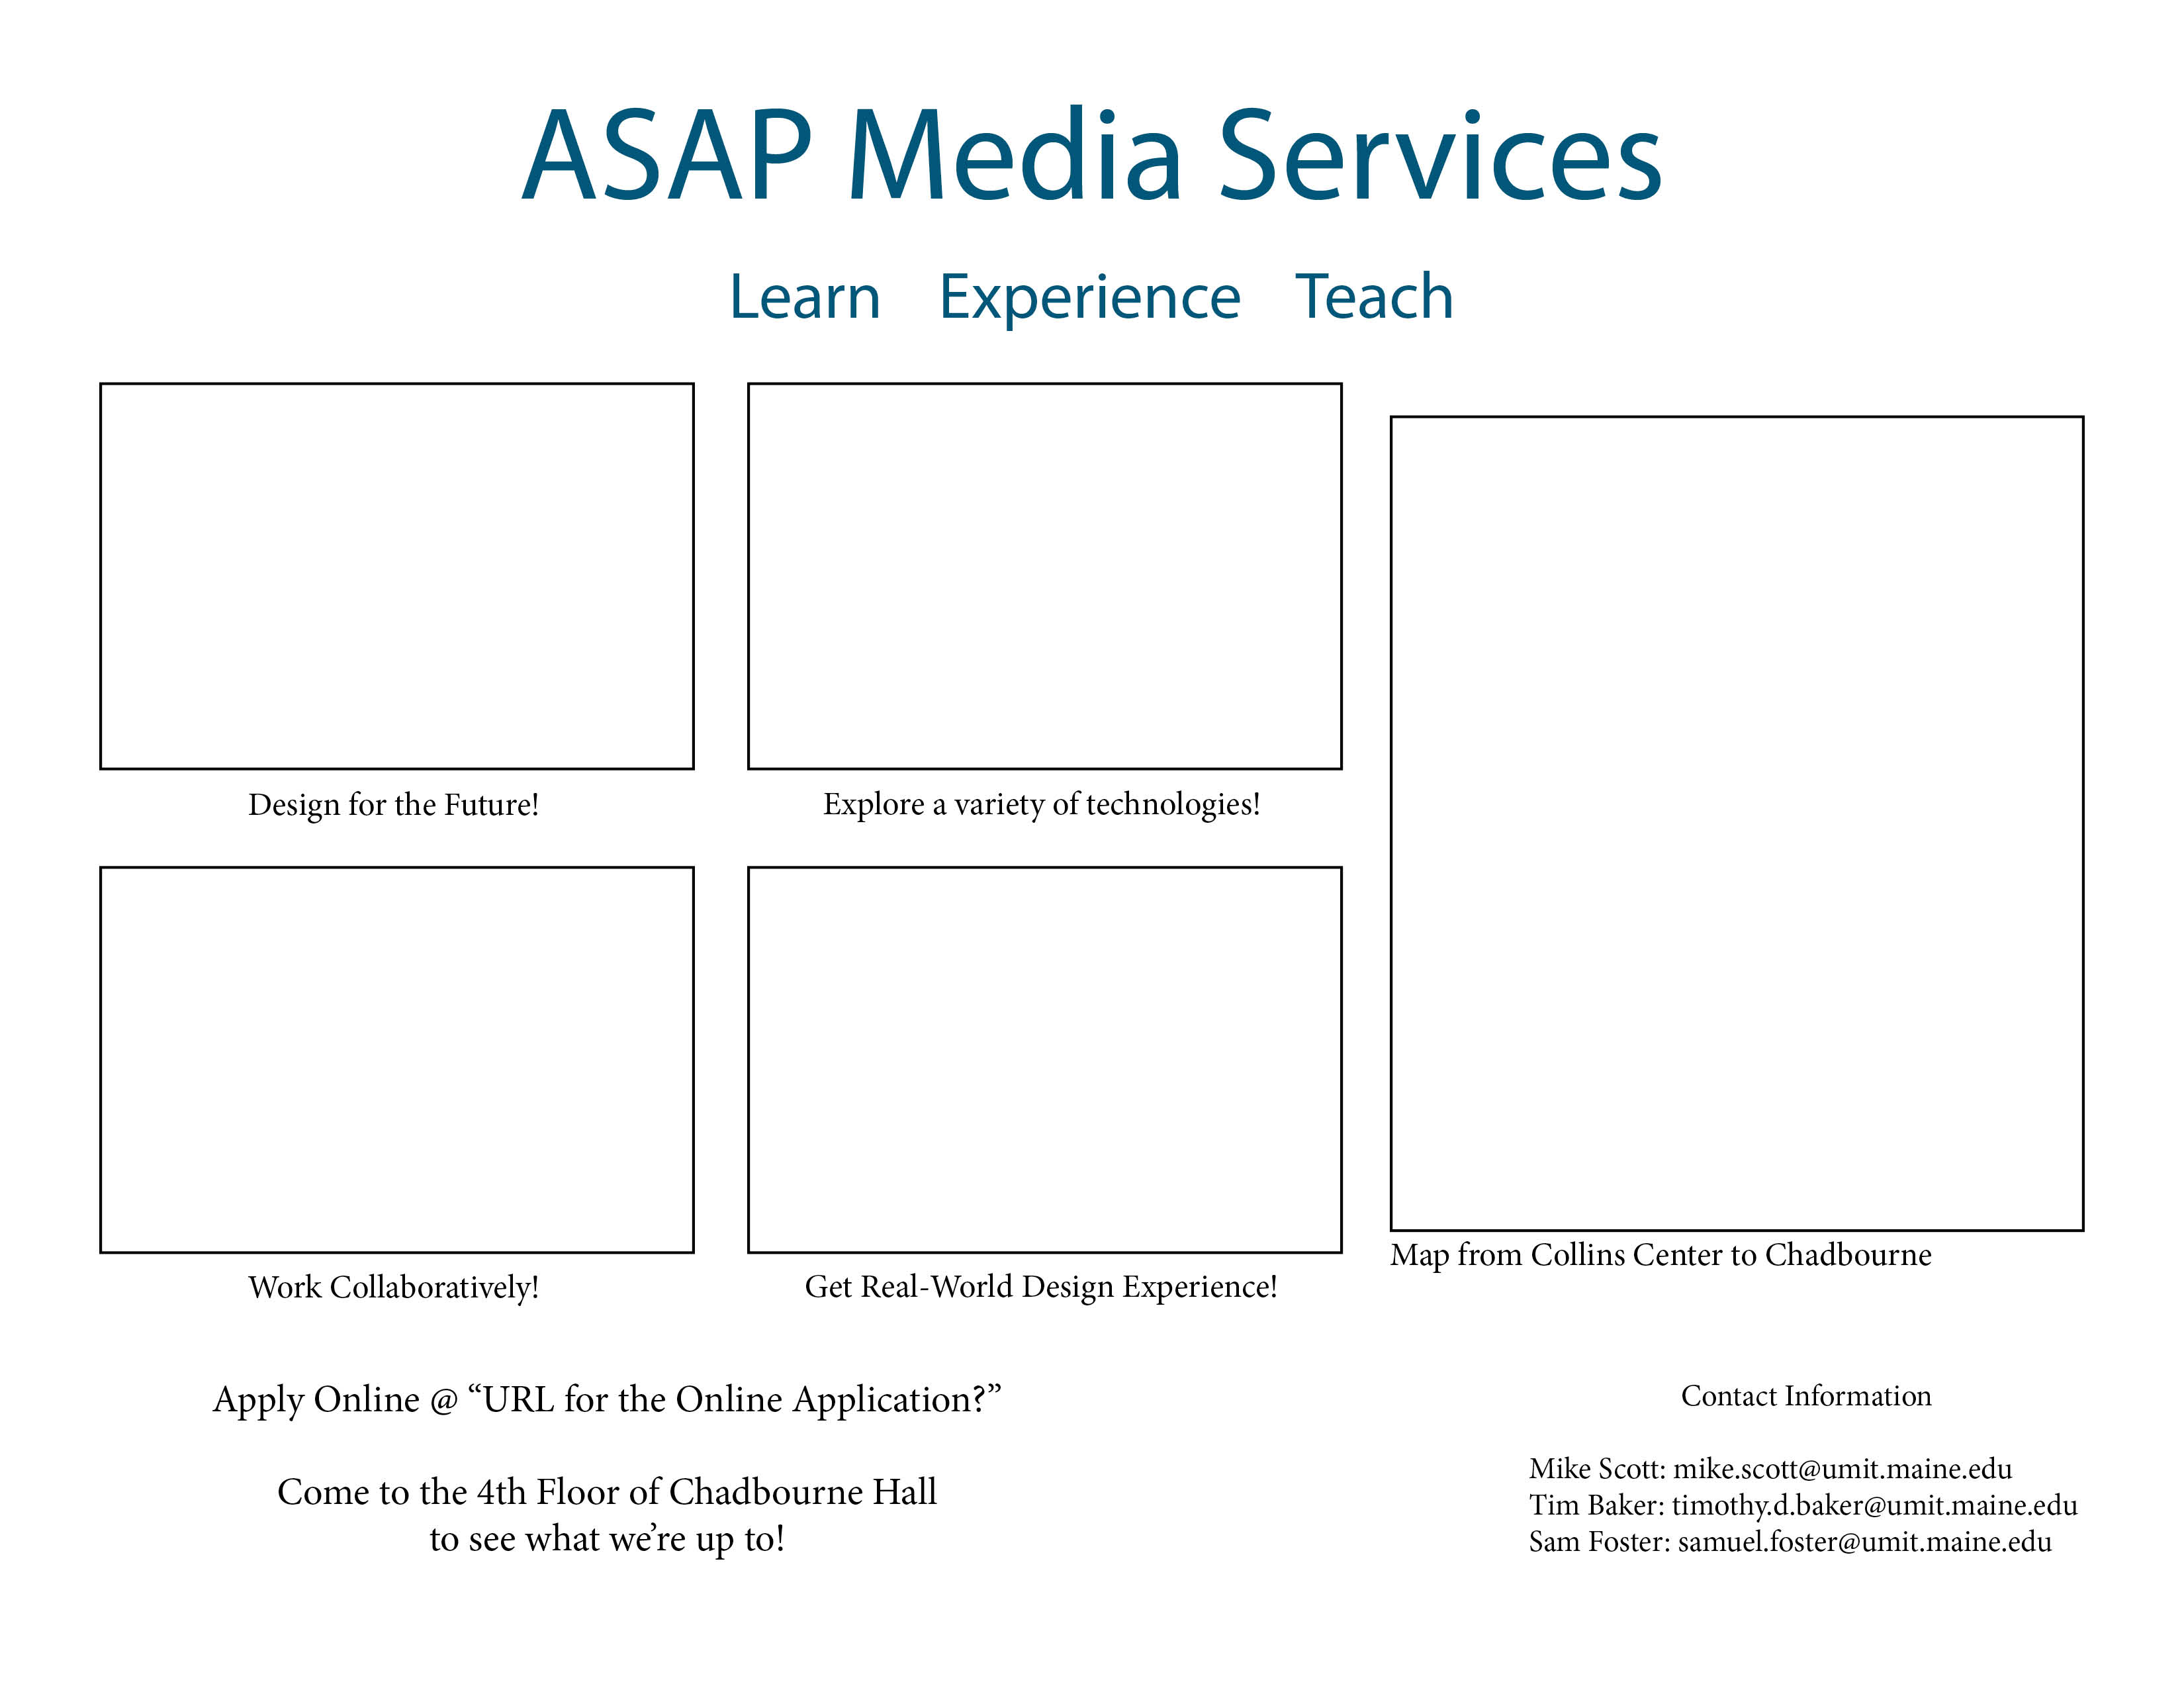 ASAP Media Services
Learn Experience Teach
Design for the Future!
Explore a variety of technologies!
Work Collaboratively!
Get Real-World Design Experience!
Map from Collins Center to Chadbourne
Apply Online @ “URL for the Online Application?”
Come to the 4th Floor of Chadbourne Hall
to see what we’re up to!
Contact Information
Mike Scott: mike.scott@umit.maine.edu
Tim Baker: timothy.d.baker@umit.maine.edu
Sam Foster: samuel.foster@umit.maine.edu